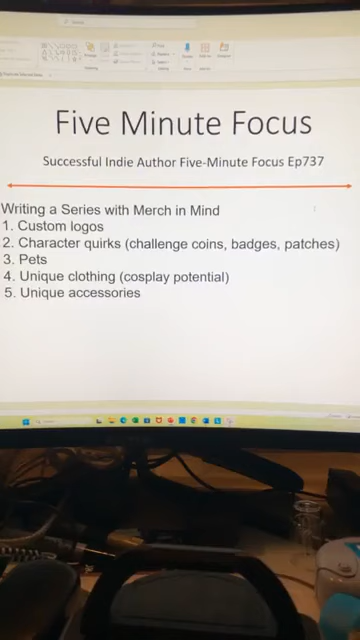 Five Minute Focus
Successful Indie Author Five-Minute Focus Ep737
Writing a Series with Merch in Mind
1. Custom logos
2. Character quirks (challenge coins, badges, patches)
3. Pets
4. Unique clothing (cosplay potential)
5. Unique accessories